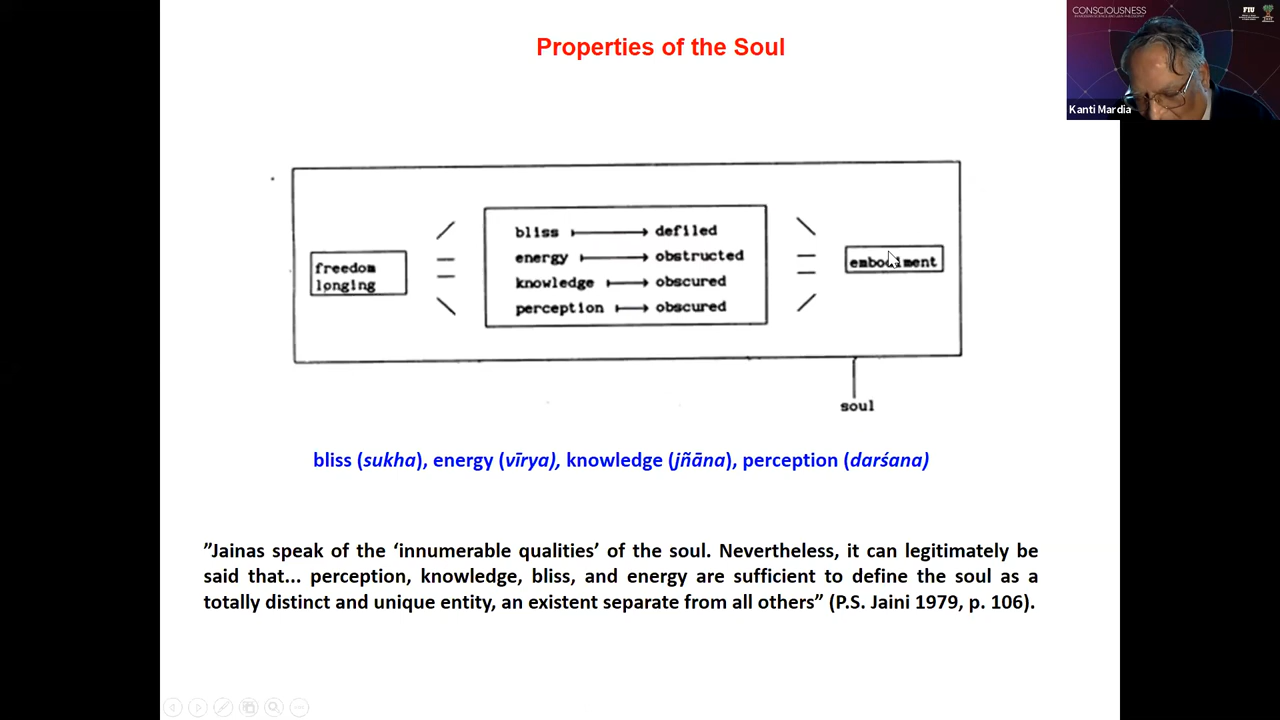 CONSCIOUSNESS
FIU
Kanti Mardia
Properties of the Soul
bliss defiled
energy obstructed
knowledge obscured
perception obscured
freedom
longing
embodiment
soul
bliss (sukha), energy (vīrya), knowledge (jñāna), perception (darśana)
”Jainas speak of the ‘innumerable qualities’ of the soul. Nevertheless, it can legitimately be
said that... perception, knowledge, bliss, and energy are sufficient to define the soul as a
totally distinct and unique entity, an existent separate from all others” (P.S. Jaini 1979, p. 106).